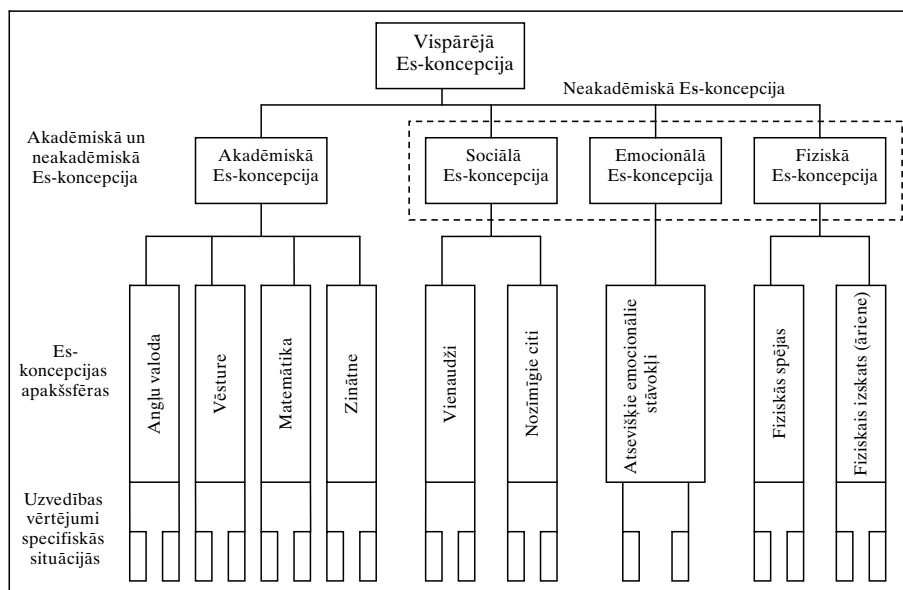 Vispārējā
Es-koncepcija
Neakadēmiskā Es-koncepcija
Akadēmiskā un
neakadēmiskā
Es-koncepcija
Akadēmiskā
Es-koncepcija
Sociālā
Es-koncepcija
Emocionālā
Es-koncepcija
Fiziskā
Es-koncepcija
Es-
koncepcijas
apakšsfēras
Angļu valoda
Vēsture
Matemātika
Zinātne
Vienaudži
Nozīmīgie citi
Atsevišķie emocionālie
stāvokļi
Fiziskās spējas
Fiziskais izskats (āriene)
Uzvedības
vērtējumi
specifiskās
situācijās